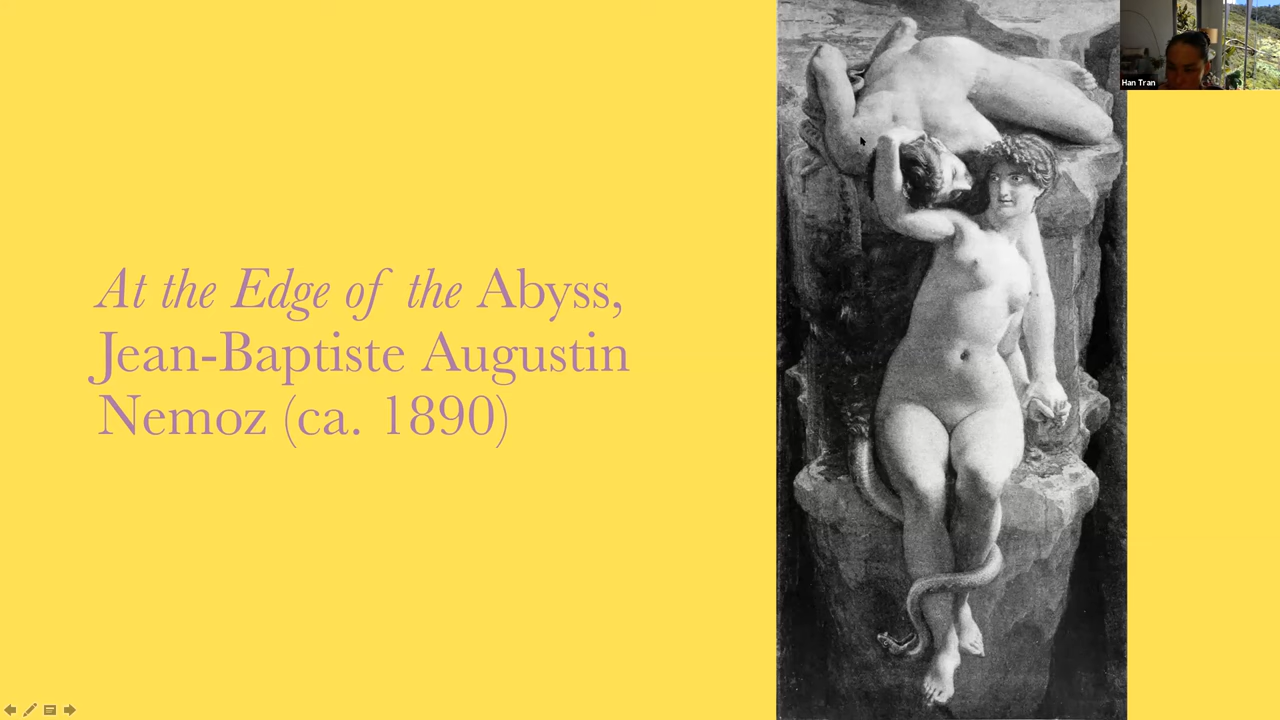 At the Edge of the Abyss,
Jean-Baptiste Augustin
Nemoz (ca. 1890)
Han Tran